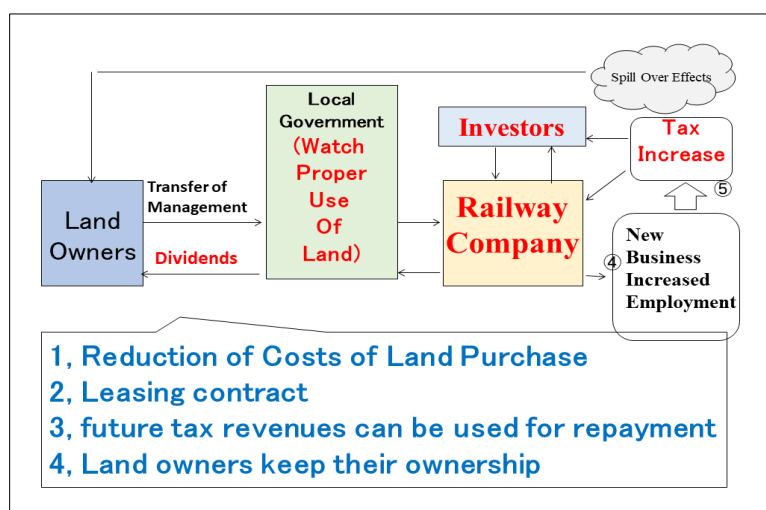 Spill Over Effects
Local
Government
(Watch
Proper
Use
Of
Land)
Investors
Tax
Increase
⑤
Land
Owners
Transfer of
Management
Dividends
Railway
Company
④
New
Business
Increased
Employment
1, Reduction of Costs of Land Purchase
2, Leasing contract
3, future tax revenues can be used for repayment
4, Land owners keep their ownership